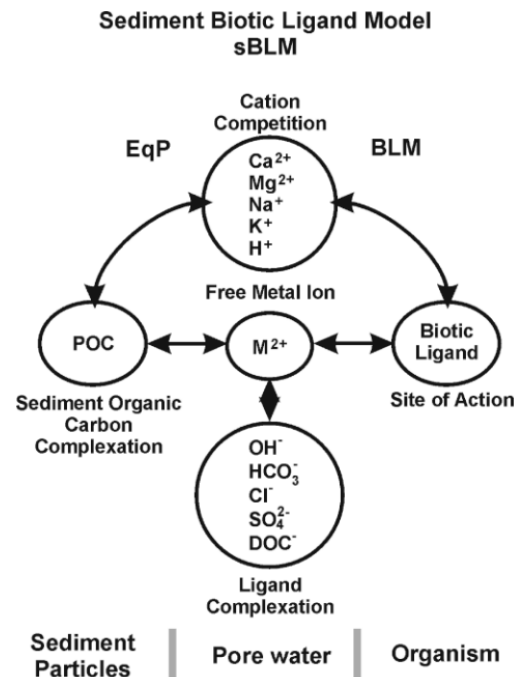 Sediment Biotic Ligand Model
sBLM
Cation
Competition
EqP
BLM
Ca²⁺
Mg²⁺
Na⁺
K⁺
H⁺
Free Metal Ion
POC
M²⁺
Biotic
Ligand
Sediment Organic
Carbon
Complexation
Site of Action
OH⁻
HCO₃⁻
Cl⁻
SO₄²⁻
DOC⁻
Ligand
Complexation
Sediment
Particles
Pore water
Organism